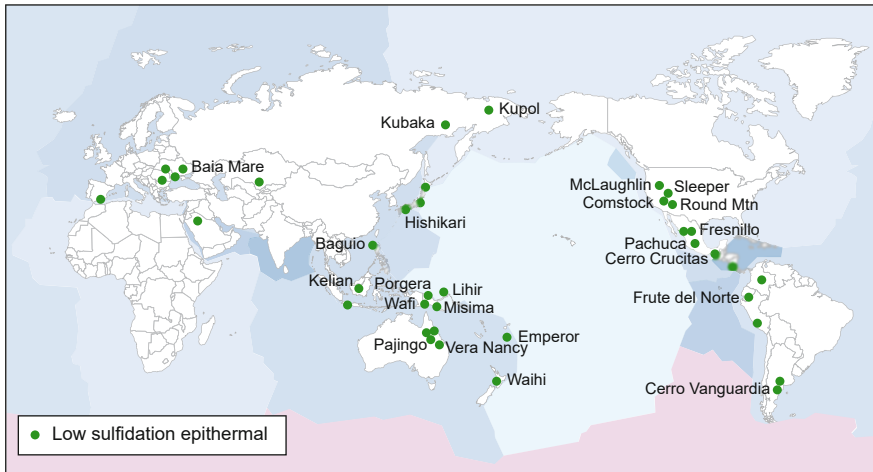 Kupol
Kubaka
Baia Mare
McLaughlin
Sleeper
Comstock
Round Mtn
Hishikari
Fresnillo
Baguio
Pachuca
Cerro Crucitas
Kelian
Porgera
Lihir
Wafi
Misima
Frute del Norte
Pajingo
Emperor
Vera Nancy
Waihi
Cerro Vanguardia
Low sulfidation epithermal